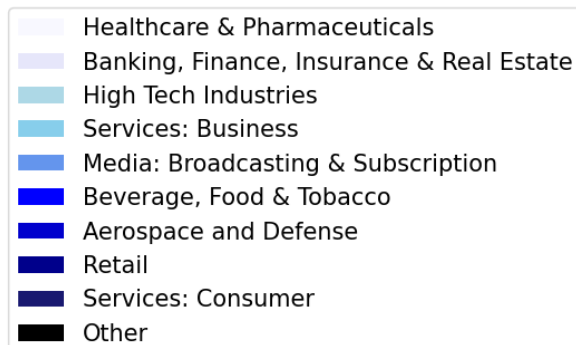 Healthcare & Pharmaceuticals
Banking, Finance, Insurance & Real Estate
High Tech Industries
Services: Business
Media: Broadcasting & Subscription
Beverage, Food & Tobacco
Aerospace and Defense
Retail
Services: Consumer
Other